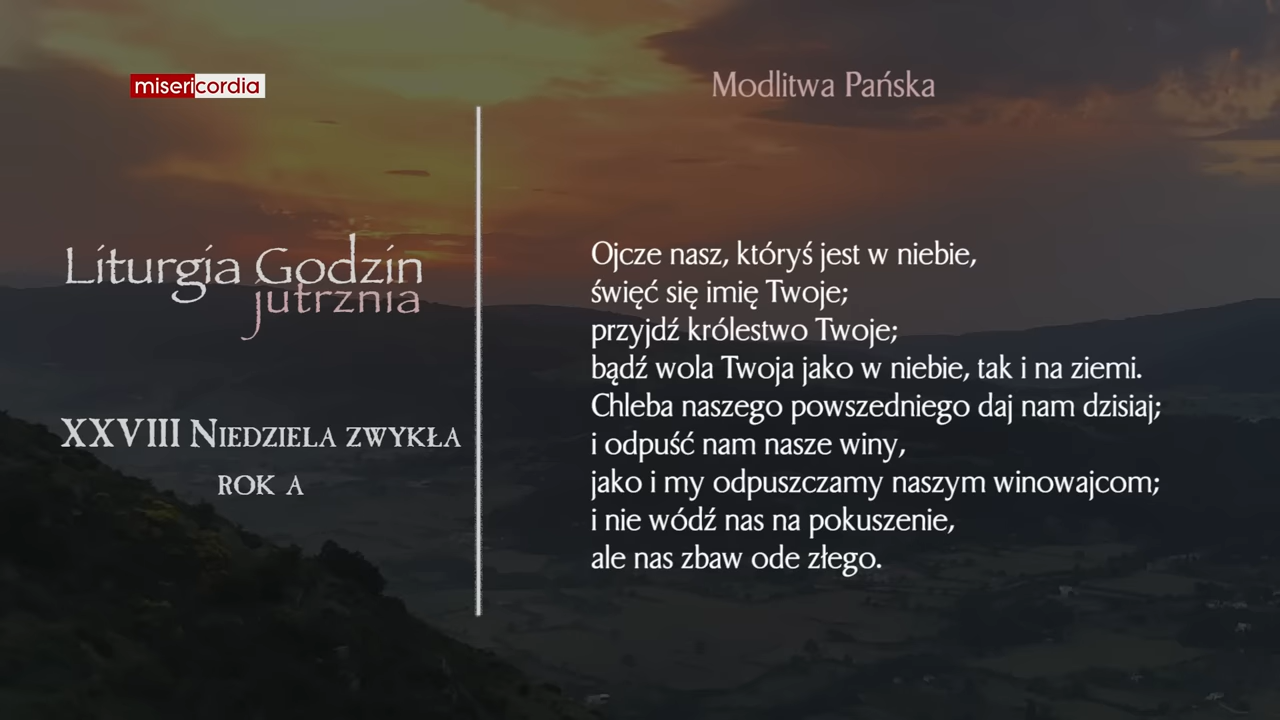 misericordia
Liturgia Godzin
jutrznia
XXVIII Niedziela zwykła
rok a
Modlitwa Pańska
Ojcze nasz, któryś jest w niebie,
święć się imię Twoje;
przyjdź królestwo Twoje;
bądź wola Twoja jako w niebie, tak i na ziemi.
Chleba naszego powszedniego daj nam dzisiaj;
i odpuść nam nasze winy,
jako i my odpuszczamy naszym winowajcom;
i nie wódź nas na pokuszenie,
ale nas zbaw ode złego.